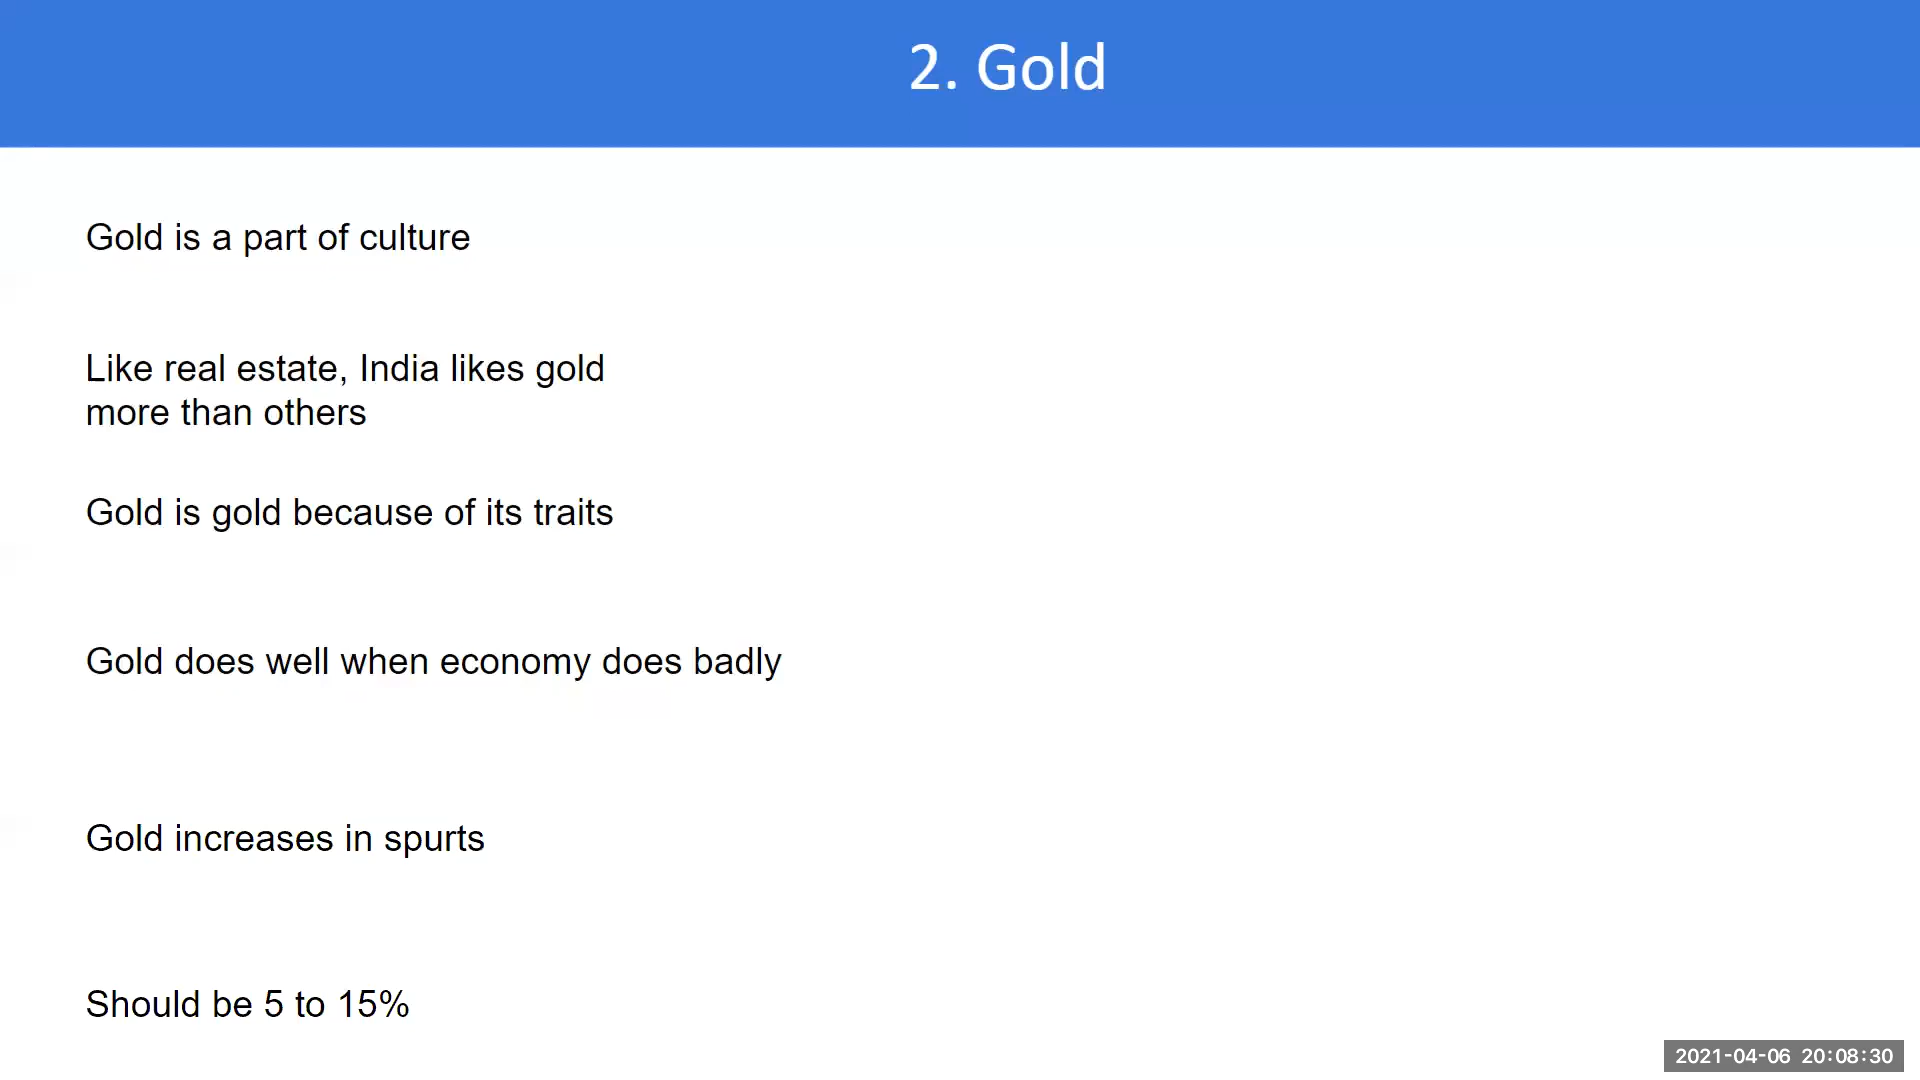 2. Gold
Gold is a part of culture
Like real estate, India likes gold
more than others
Gold is gold because of its traits
Gold does well when economy does badly
Gold increases in spurts
Should be 5 to 15%
2021-04-06 20:08:30